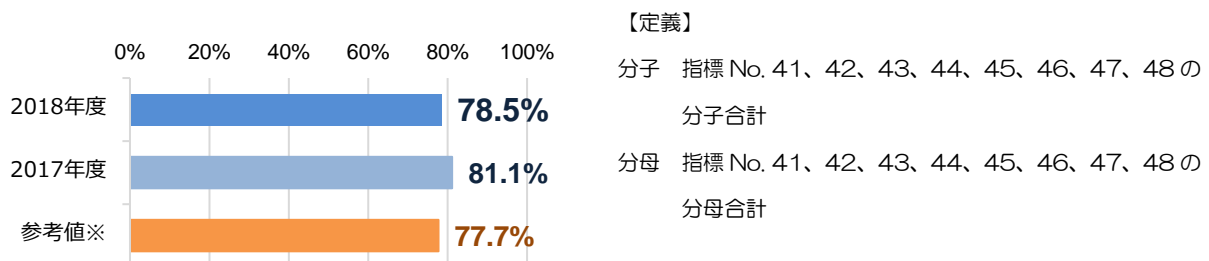 0% 20% 40% 60% 80% 100%
2018年度 78.5%
2017年度 81.1%
参考値※ 77.7%
【定義】
分子 指標 No. 41、42、43、44、45、46、47、48 の
分子合計
分母 指標 No. 41、42、43、44、45、46、47、48 の
分母合計